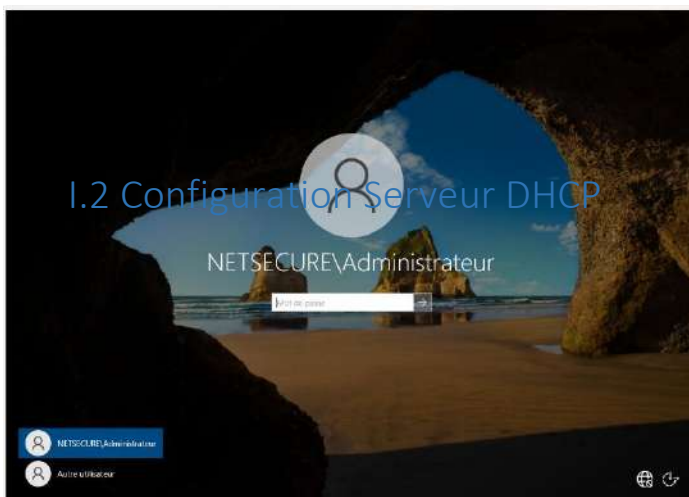 I.2 Configuration Serveur DHCP
NETSECURE\Administrateur
Mot de passe
NETSECURE\Administrateur
Autre utilisateur